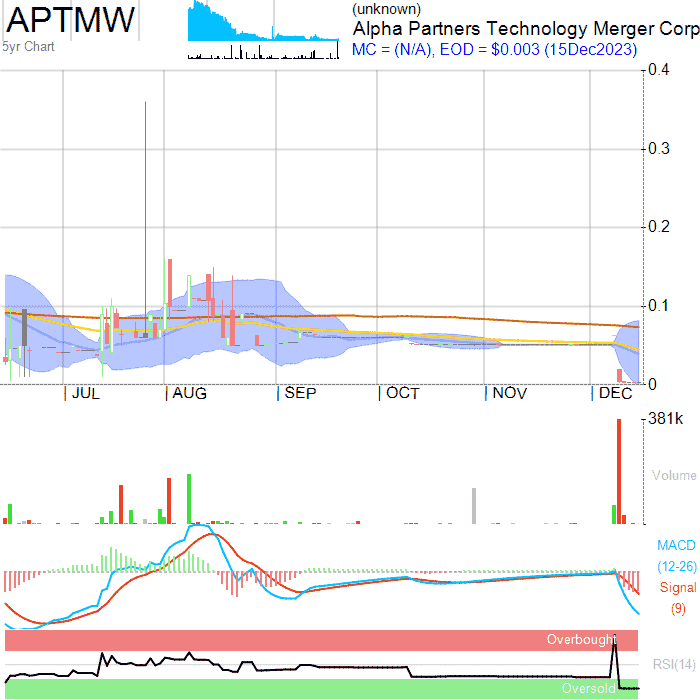 APTMW
5yr Chart
(unknown)
Alpha Partners Technology Merger Corp
MC = (N/A), EOD = $0.003 (15Dec2023)
0.4
0.3
0.2
0.1
0
JUL
AUG
SEP
OCT
NOV
DEC
381k
Volume
MACD
(12-26)
Signal
(9)
Overbought
RSI(14)
Oversold